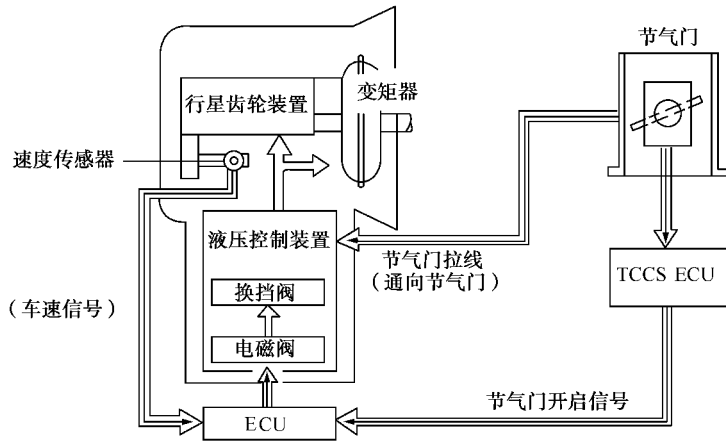 节气门
变矩器
行星齿轮装置
速度传感器
液压控制装置
节气门拉线
（通向节气门）
TCCS ECU
换挡阀
（车速信号）
电磁阀
节气门开启信号
ECU